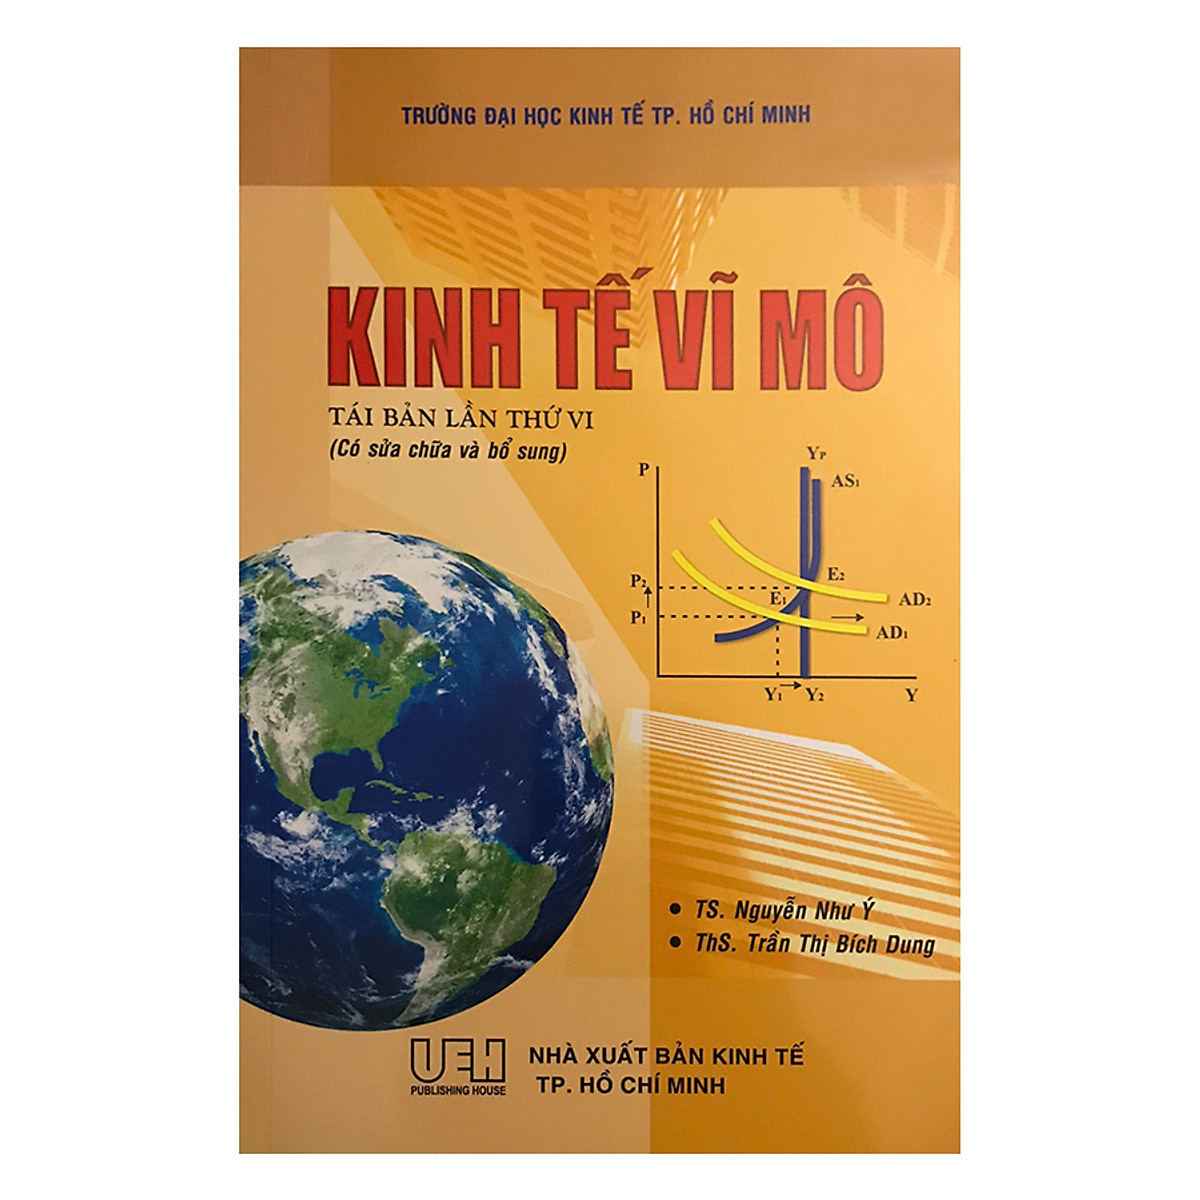 TRƯỜNG ĐẠI HỌC KINH TẾ TP. HỒ CHÍ MINH
KINH TẾ VĨ MÔ
TÁI BẢN LẦN THỨ VI
(Có sửa chữa và bổ sung)
P
Yₚ
AS₁
P₂
E₂
E₁
AD₂
P₁
AD₁
Y₁
Y₂
Y
• TS. Nguyễn Như Ý
• ThS. Trần Thị Bích Dung
UEH
PUBLISHING HOUSE
NHÀ XUẤT BẢN KINH TẾ
TP. HỒ CHÍ MINH